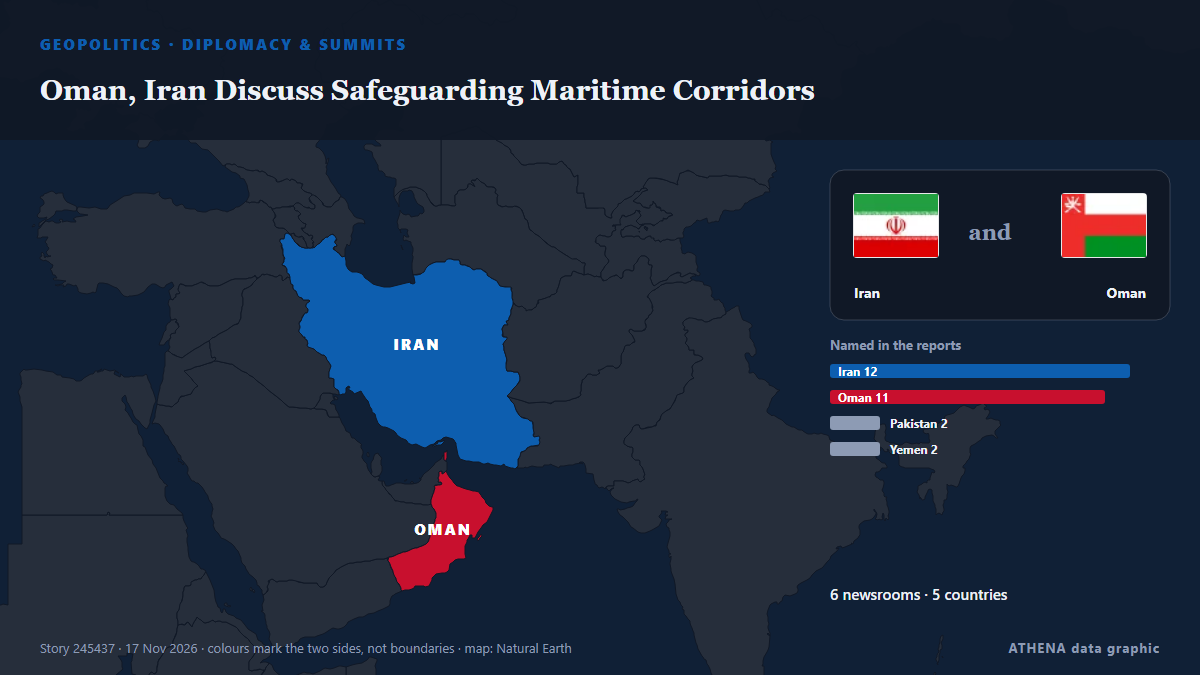 GEOPOLITICS · DIPLOMACY & SUMMITS
Oman, Iran Discuss Safeguarding Maritime Corridors
and
Iran
Oman
Named in the reports
Iran 12
Oman 11
Pakistan 2
Yemen 2
IRAN
OMAN
6 newsrooms · 5 countries
Story 245437 · 17 Nov 2026 · colours mark the two sides, not boundaries · map: Natural Earth
ATHENA data graphic